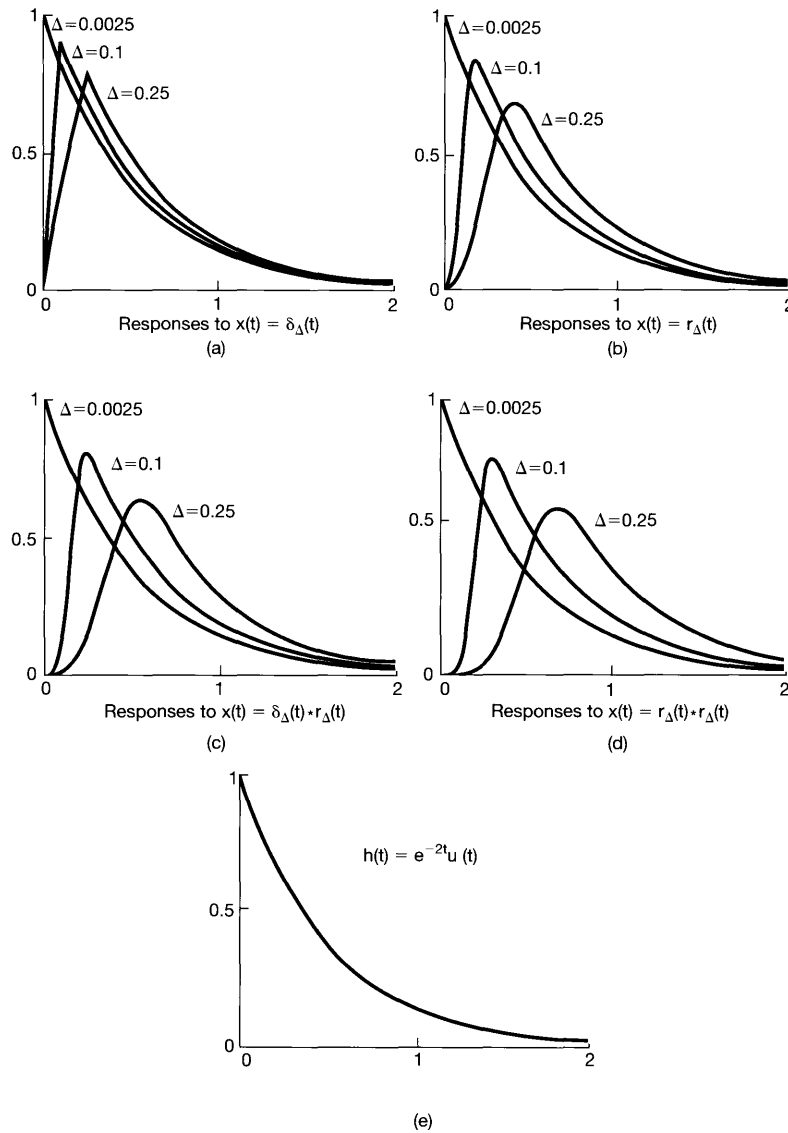 1
Δ=0.0025
Δ=0.1
Δ=0.25
0.5
0
1
2
Responses to x(t) = δ_Δ(t)
(a)
1
Δ=0.0025
Δ=0.1
Δ=0.25
0.5
0
0
1
2
Responses to x(t) = r_Δ(t)
(b)
1
Δ=0.0025
Δ=0.1
Δ=0.25
0.5
0
0
1
2
Responses to x(t) = δ_Δ(t)*r_Δ(t)
(c)
1
Δ=0.0025
Δ=0.1
Δ=0.25
0.5
0
0
1
2
Responses to x(t) = r_Δ(t)*r_Δ(t)
(d)
1
h(t) = e^{-2t}u (t)
0.5
0
0
1
2
(e)